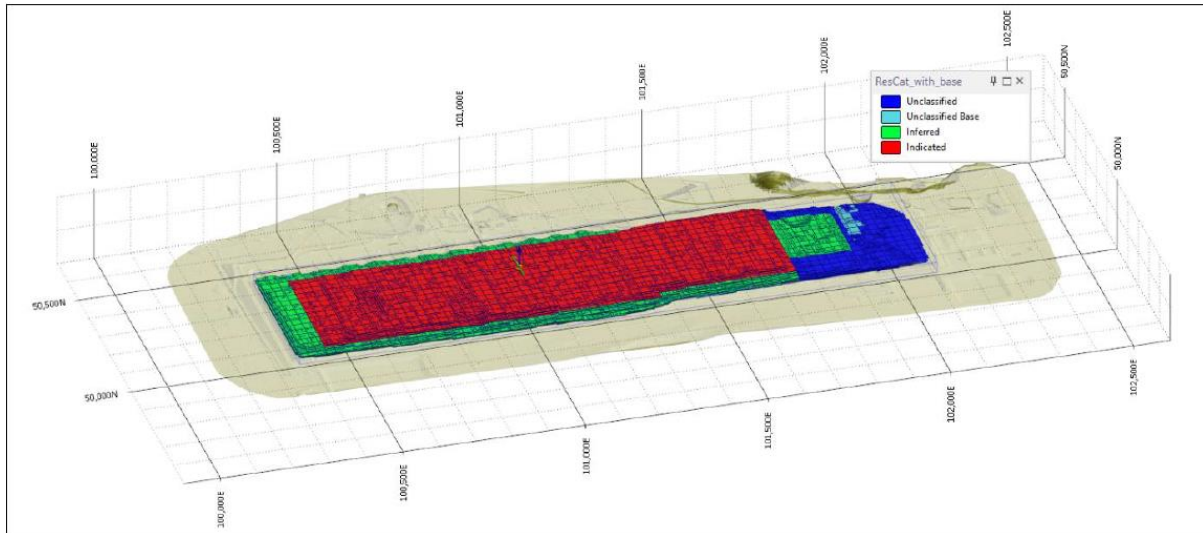 102,500E
102,000E
50,500N
101,500E
ResCat_with_base
Unclassified
Unclassified Base
Inferred
Indicated
101,000E
100,500E
100,000E
50,000N
50,500N
50,000N
102,500E
102,000E
101,500E
101,000E
100,500E
100,000E